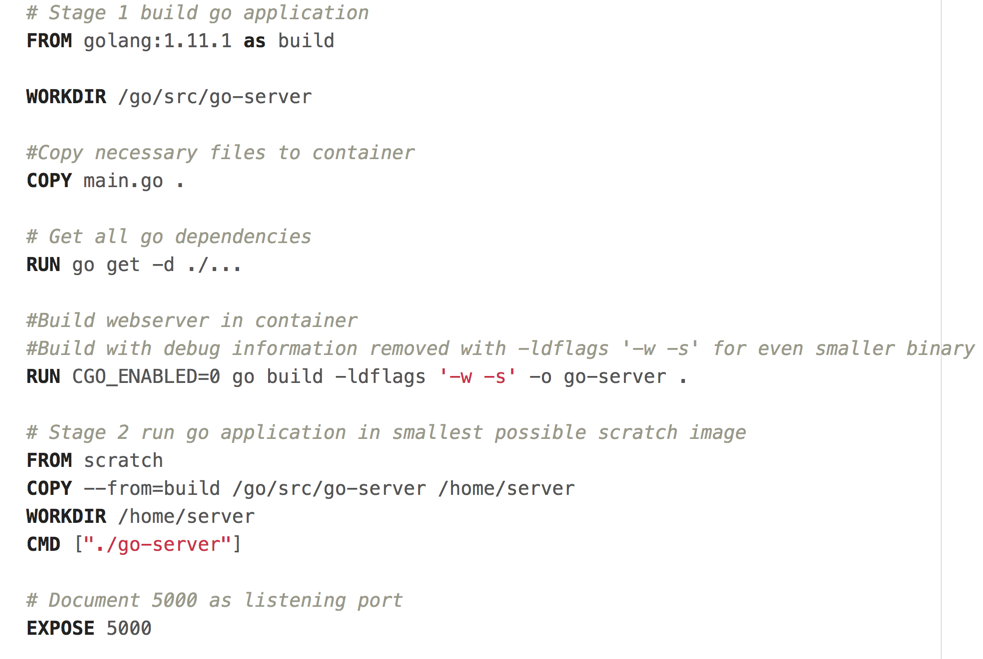 # Stage 1 build go application
FROM golang:1.11.1 as build
WORKDIR /go/src/go-server
#Copy necessary files to container
COPY main.go .
# Get all go dependencies
RUN go get -d ./...
#Build webserver in container
#Build with debug information removed with -ldflags '-w -s' for even smaller binary
RUN CGO_ENABLED=0 go build -ldflags '-w -s' -o go-server .
# Stage 2 run go application in smallest possible scratch image
FROM scratch
COPY --from=build /go/src/go-server /home/server
WORKDIR /home/server
CMD ["./go-server"]
# Document 5000 as listening port
EXPOSE 5000